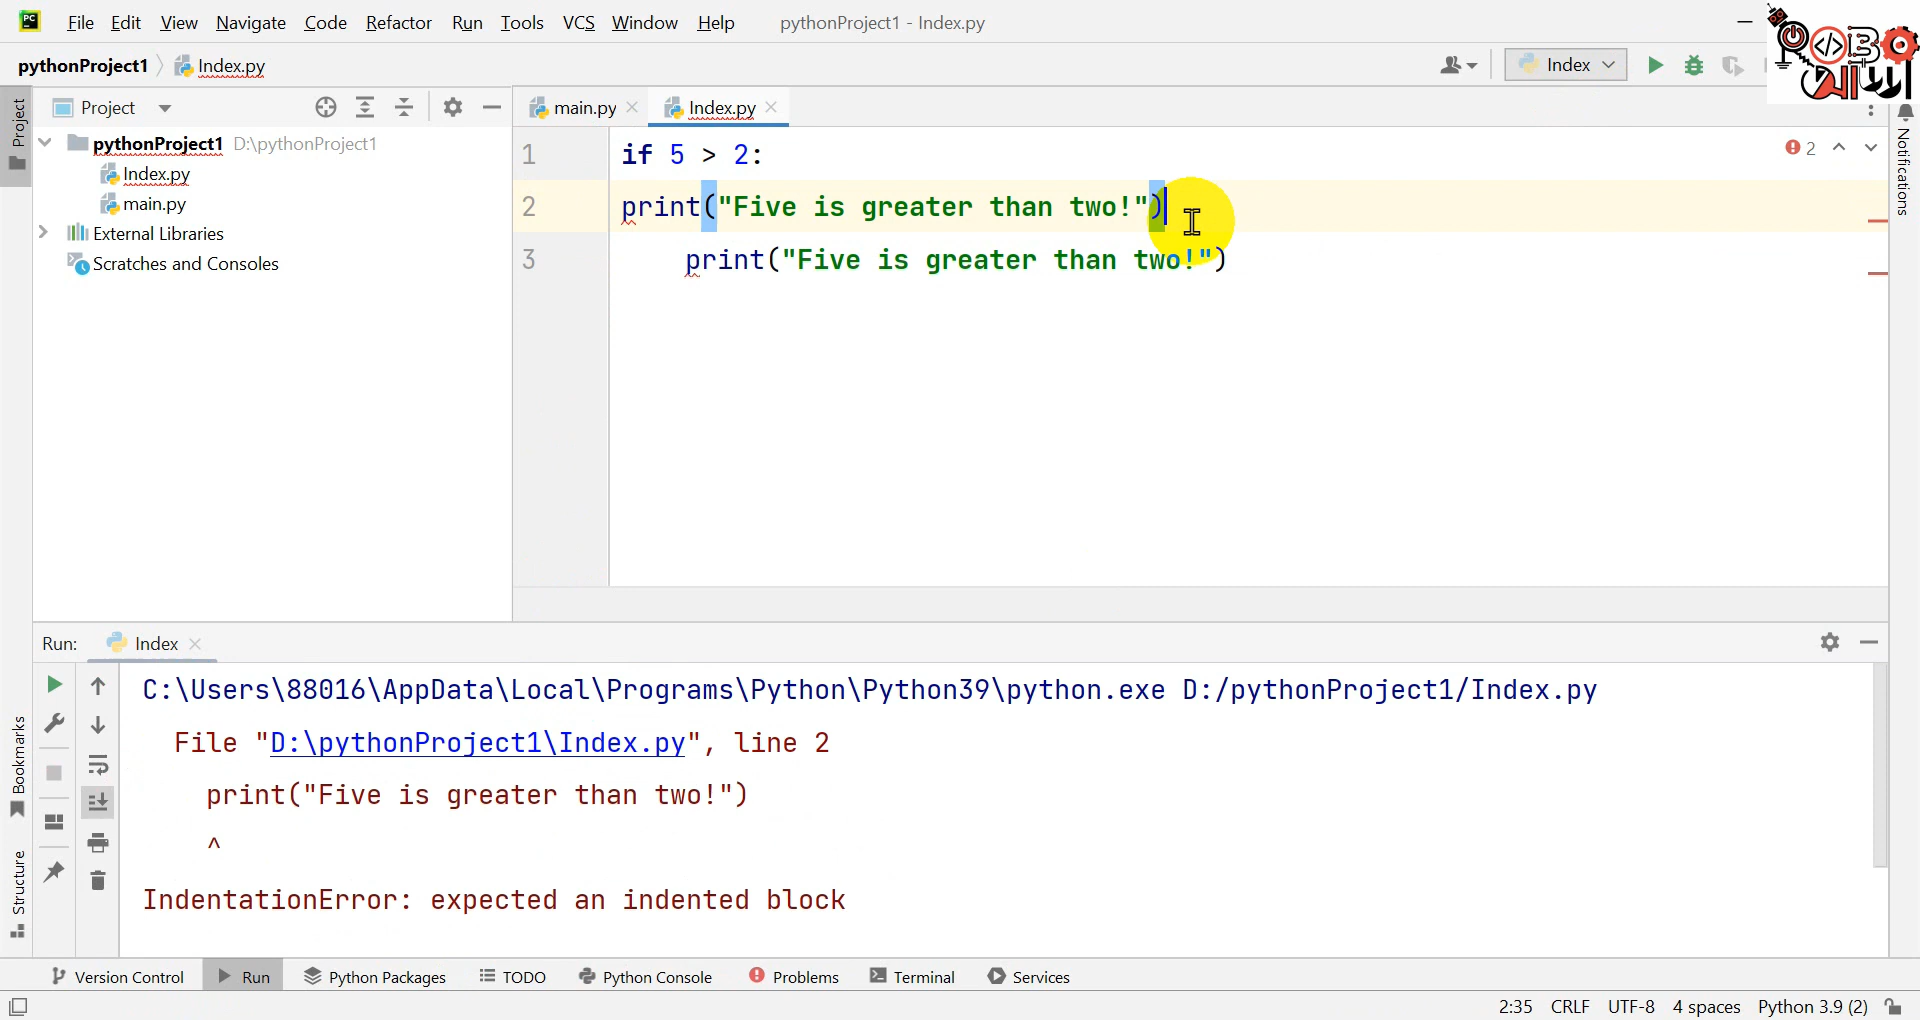 PC File Edit View Navigate Code Refactor Run Tools VCS Window Help pythonProject1 - Index.py
pythonProject1 Index.py Index
Project
Project main.py Index.py
Notifications
pythonProject1 D:\pythonProject1
Index.py
main.py
External Libraries
Scratches and Consoles
1 if 5 > 2: 2
2 print("Five is greater than two!")
3 print("Five is greater than two!")
Run: Index
C:\Users\88016\AppData\Local\Programs\Python\Python39\python.exe D:/pythonProject1/Index.py
File "D:\pythonProject1\Index.py", line 2
print("Five is greater than two!")
^
IndentationError: expected an indented block
Bookmarks
Structure
Version Control Run Python Packages TODO Python Console Problems Terminal Services
2:35 CRLF UTF-8 4 spaces Python 3.9 (2)